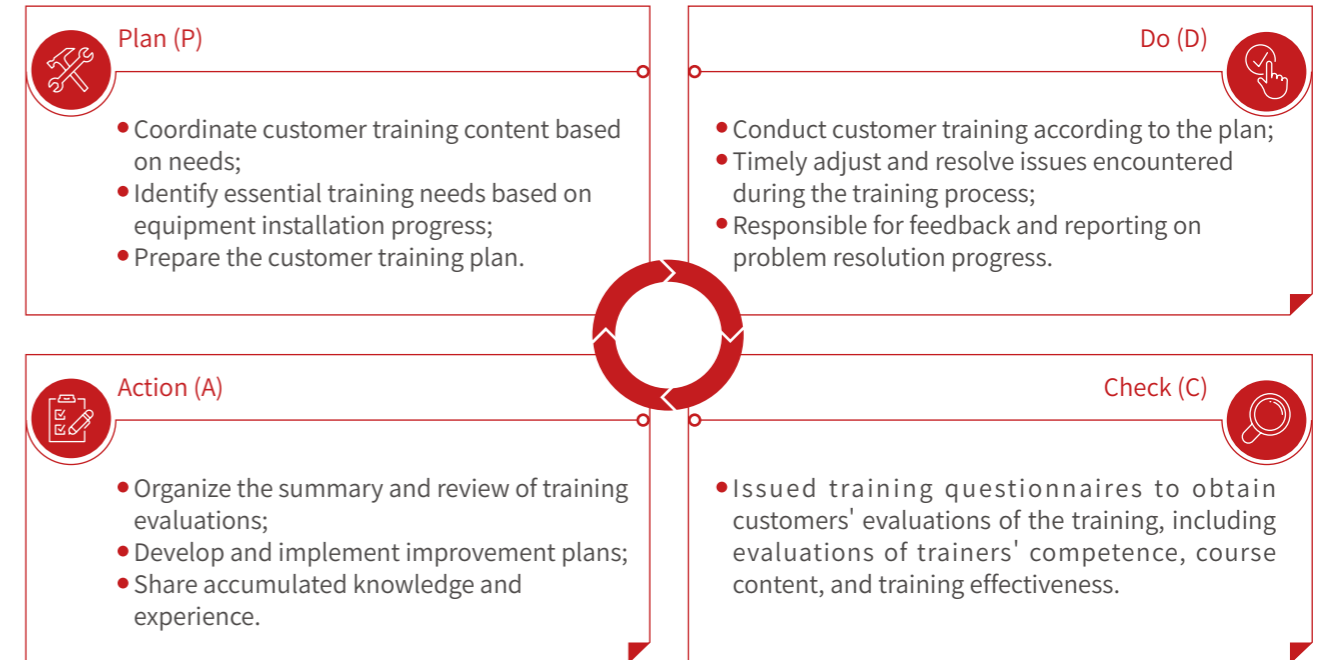 Plan (P)
• Coordinate customer training content based
on needs;
• Identify essential training needs based on
equipment installation progress;
• Prepare the customer training plan.
Do (D)
• Conduct customer training according to the plan;
• Timely adjust and resolve issues encountered
during the training process;
• Responsible for feedback and reporting on
problem resolution progress.
Action (A)
• Organize the summary and review of training
evaluations;
• Develop and implement improvement plans;
• Share accumulated knowledge and
experience.
Check (C)
• Issued training questionnaires to obtain
customers' evaluations of the training, including
evaluations of trainers' competence, course
content, and training effectiveness.